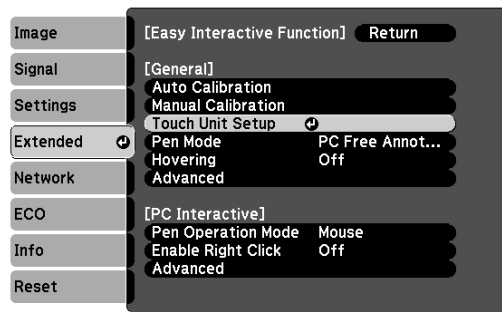 Image
Signal
Settings
Extended
Network
ECO
Info
Reset
[Easy Interactive Function] Return
[General]
Auto Calibration
Manual Calibration
Touch Unit Setup
Pen Mode PC Free Annot...
Hovering Off
Advanced
[PC Interactive]
Pen Operation Mode Mouse
Enable Right Click Off
Advanced